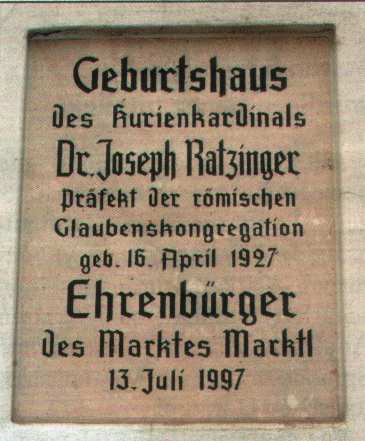 Geburtshaus
des Kurienkardinals
Dr. Joseph Ratzinger
Präfekt der römischen
Glaubenskongregation
geb. 16. April 1927
Ehrenbürger
des Marktes Marktl
13. Juli 1997